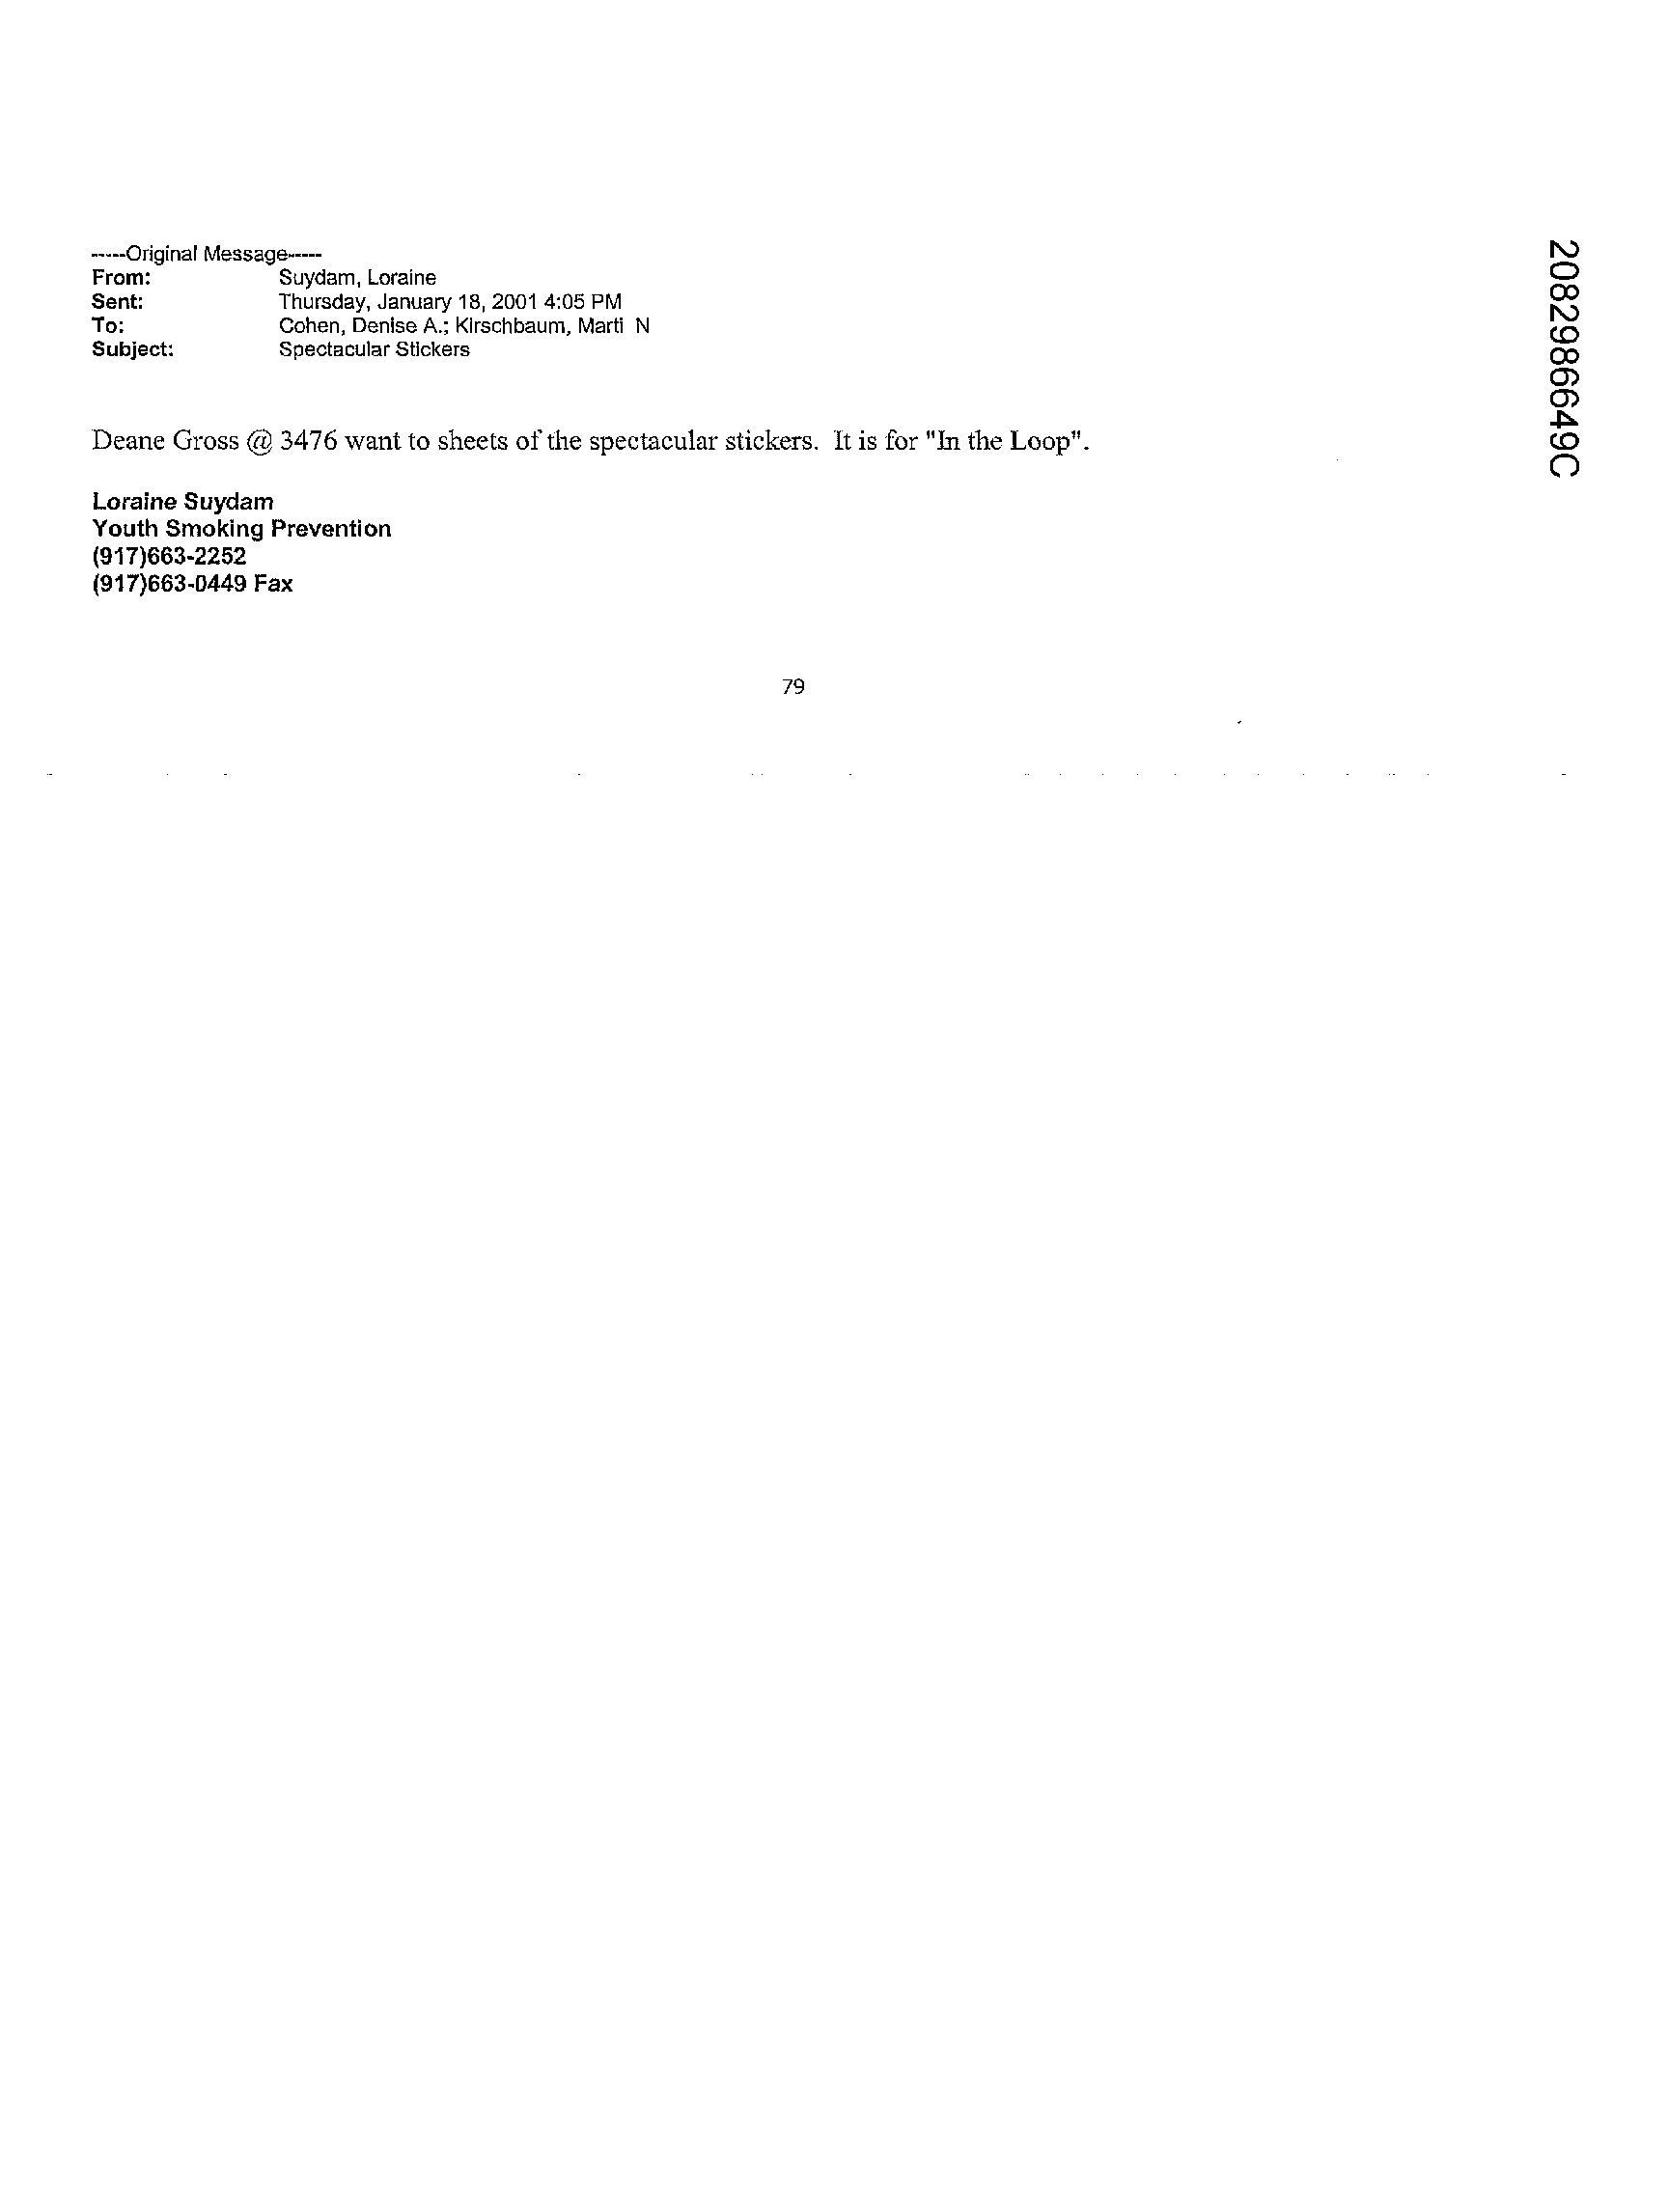 -----Original Message-----
From: Suydam, Loraine
Sent: Thursday, January 18, 2001 4:05 PM
To: Cohen, Denise A.; Kirschbaum, Marti N
Subject: Spectacular Stickers
Deane Gross @ 3476 want to sheets of the spectacular stickers. It is for "In the Loop".
Loraine Suydam
Youth Smoking Prevention
(917)663-2252
(917)663-0449 Fax
79
2082986649C